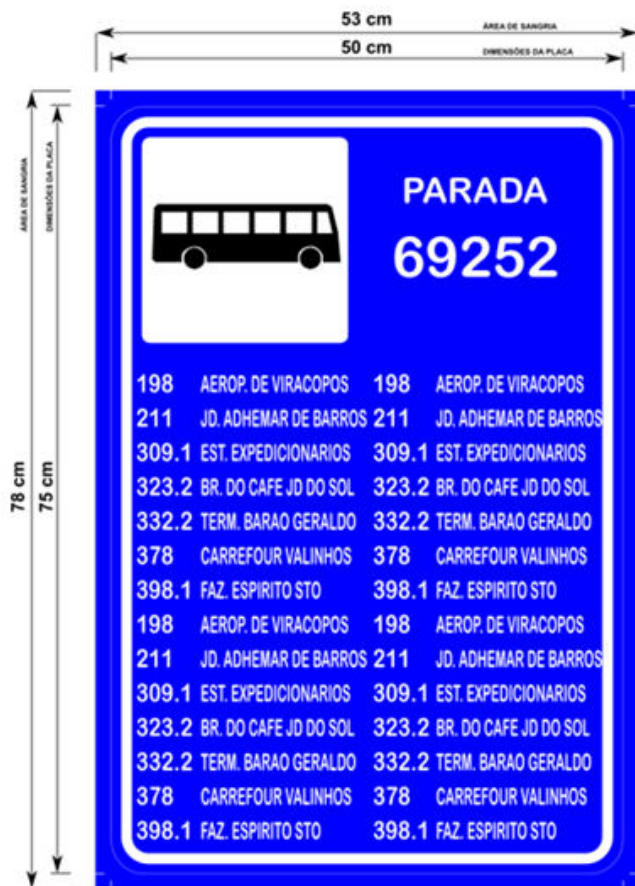 53 cm
ÁREA DE SANGRIA
50 cm
DIMENSÕES DA PLACA
78 cm
ÁREA DE SANGRIA
75 cm
DIMENSÕES DA PLACA
PARADA
69252
198 AEROP. DE VIRACOPOS 198 AEROP. DE VIRACOPOS
211 JD. ADHEMAR DE BARROS 211 JD. ADHEMAR DE BARROS
309.1 EST. EXPEDICIONARIOS 309.1 EST. EXPEDICIONARIOS
323.2 BR. DO CAFE JD DO SOL 323.2 BR. DO CAFE JD DO SOL
332.2 TERM. BARAO GERALDO 332.2 TERM. BARAO GERALDO
378 CARREFOUR VALINHOS 378 CARREFOUR VALINHOS
398.1 FAZ. ESPIRITO STO 398.1 FAZ. ESPIRITO STO
198 AEROP. DE VIRACOPOS 198 AEROP. DE VIRACOPOS
211 JD. ADHEMAR DE BARROS 211 JD. ADHEMAR DE BARROS
309.1 EST. EXPEDICIONARIOS 309.1 EST. EXPEDICIONARIOS
323.2 BR. DO CAFE JD DO SOL 323.2 BR. DO CAFE JD DO SOL
332.2 TERM. BARAO GERALDO 332.2 TERM. BARAO GERALDO
378 CARREFOUR VALINHOS 378 CARREFOUR VALINHOS
398.1 FAZ. ESPIRITO STO 398.1 FAZ. ESPIRITO STO